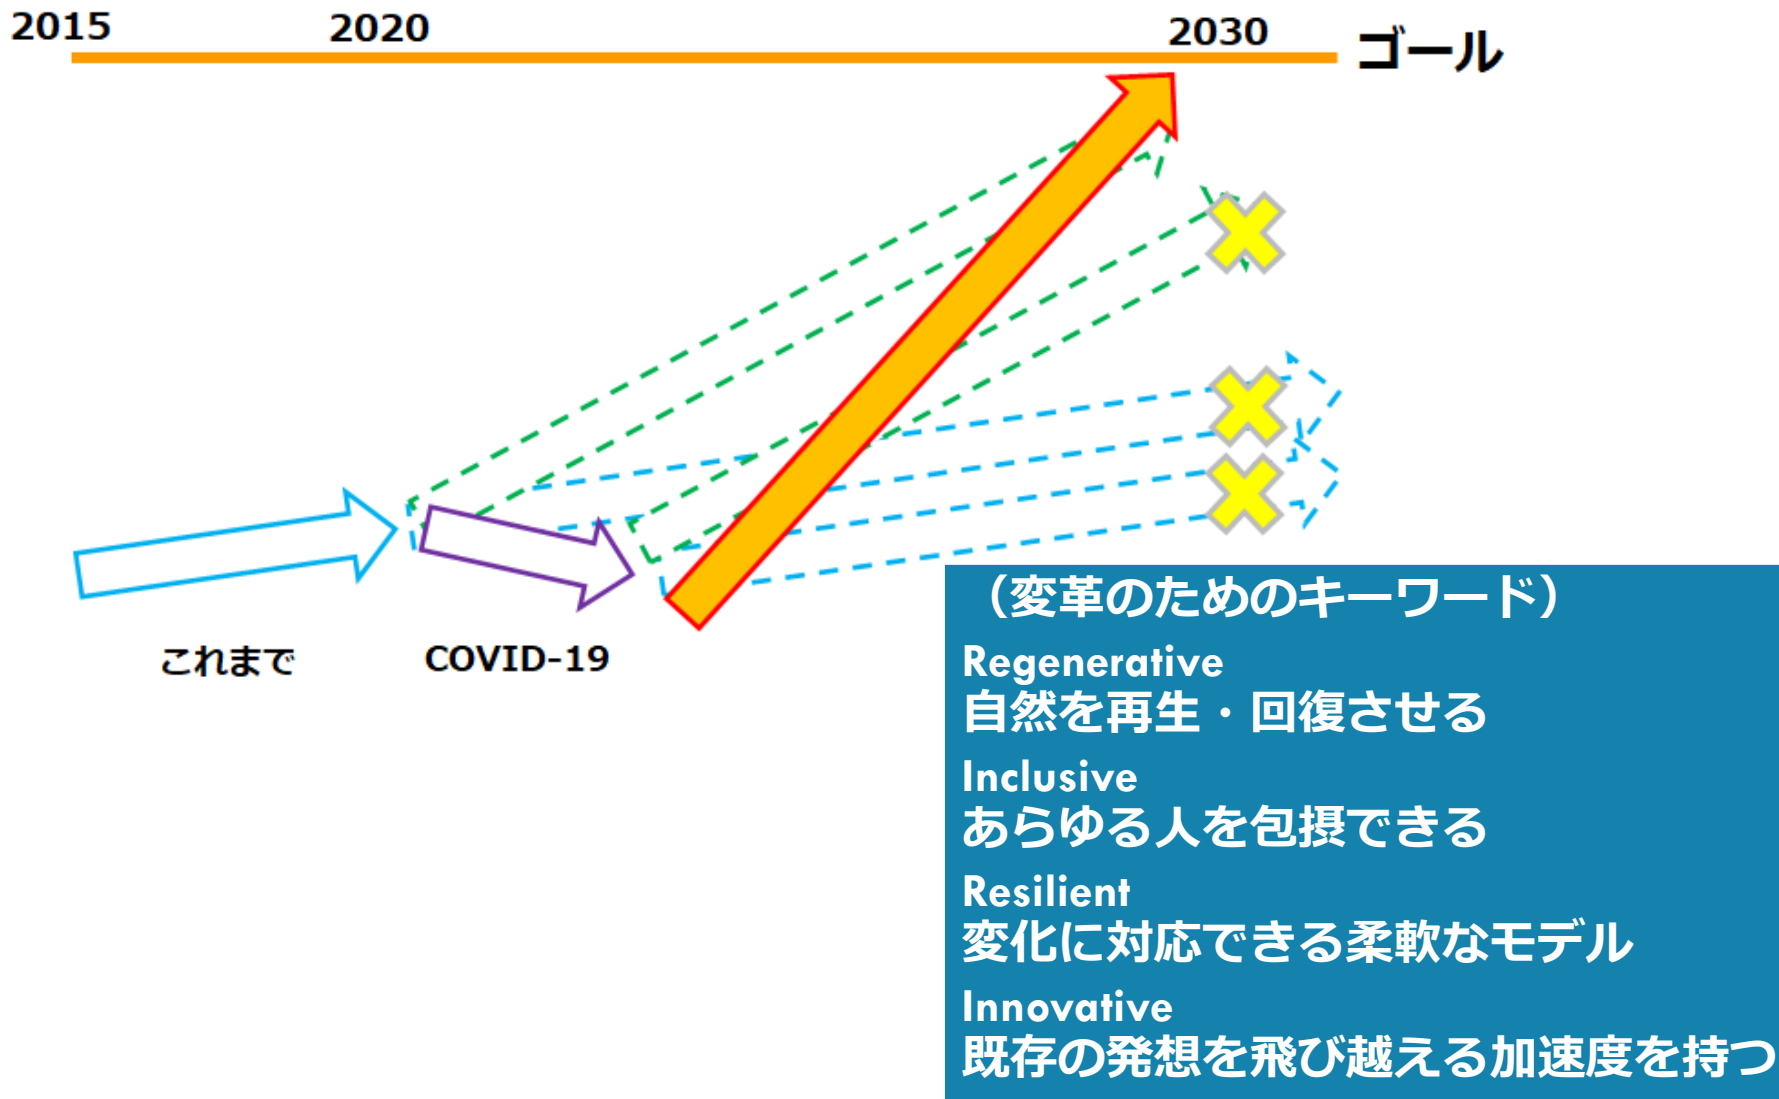 2015
2020
2030
ゴール
これまで
COVID-19
（変革のためのキーワード）
Regenerative
自然を再生・回復させる
Inclusive
あらゆる人を包摂できる
Resilient
変化に対応できる柔軟なモデル
Innovative
既存の発想を飛び越える加速度を持つ